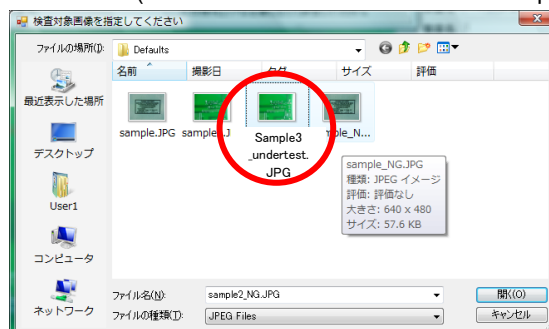 検査対象画像を指定してください
ファイルの場所(I):
Defaults
名前
撮影日
タグ
サイズ
評価
最近表示した場所
デスクトップ
User1
コンピュータ
ネットワーク
sample.JPG
Sample3
_undertest.
JPG
sample_NG.JPG
種類: JPEG イメージ
評価: 評価なし
大きさ: 640 x 480
サイズ: 57.6 KB
ファイル名(N):
sample2_NG.JPG
開く(O)
ファイルの種類(T):
JPEG Files
キャンセル